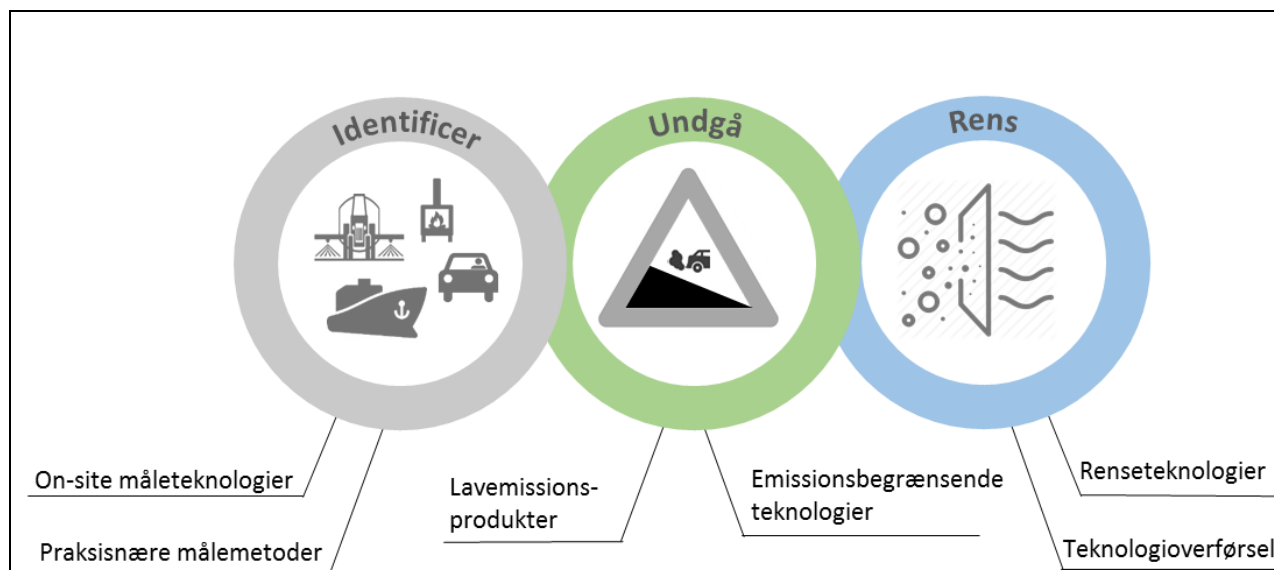 Identificer
Undgå
Rens
On-site måleteknologier
Praksisnære målemetoder
Lavemissions-
produkter
Emissionsbegrænsende
teknologier
Renseteknologier
Teknologioverførsel